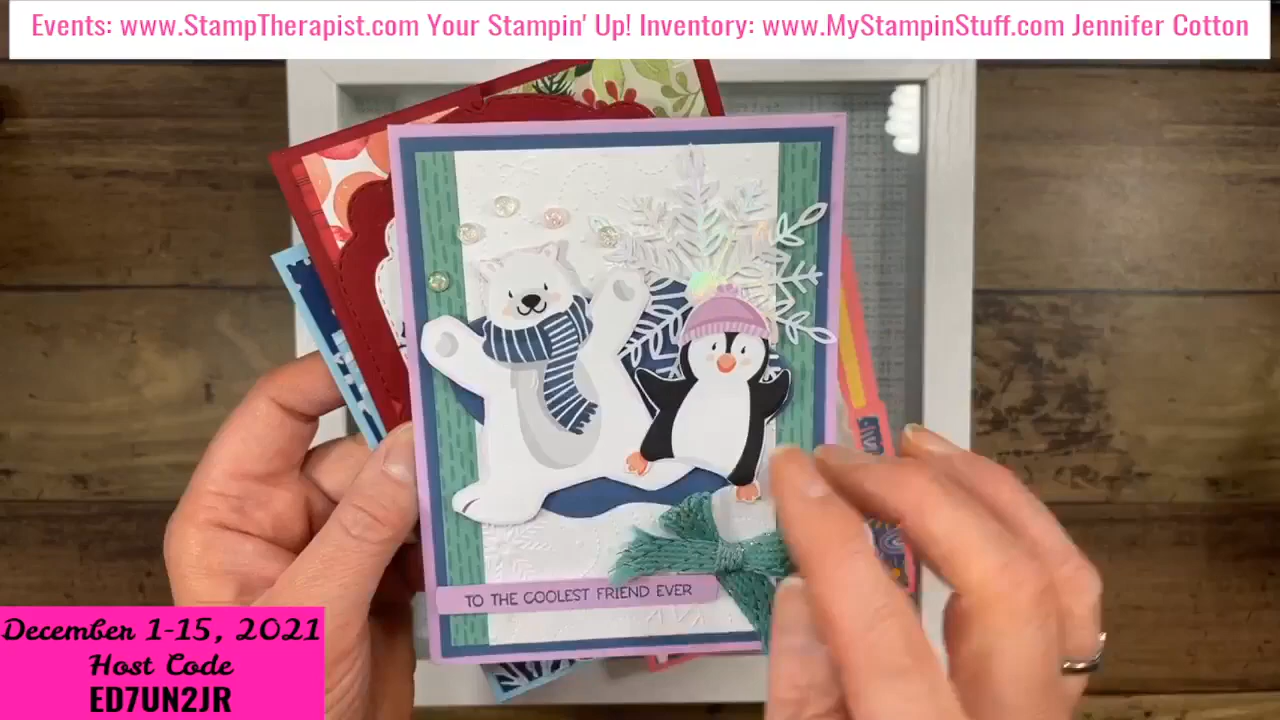 Events: www.StampTherapist.com Your Stampin' Up! Inventory: www.MyStampinStuff.com Jennifer Cotton
TO THE COOLEST FRIEND EVER
December 1-15, 2021
Host Code
ED7UN2JR